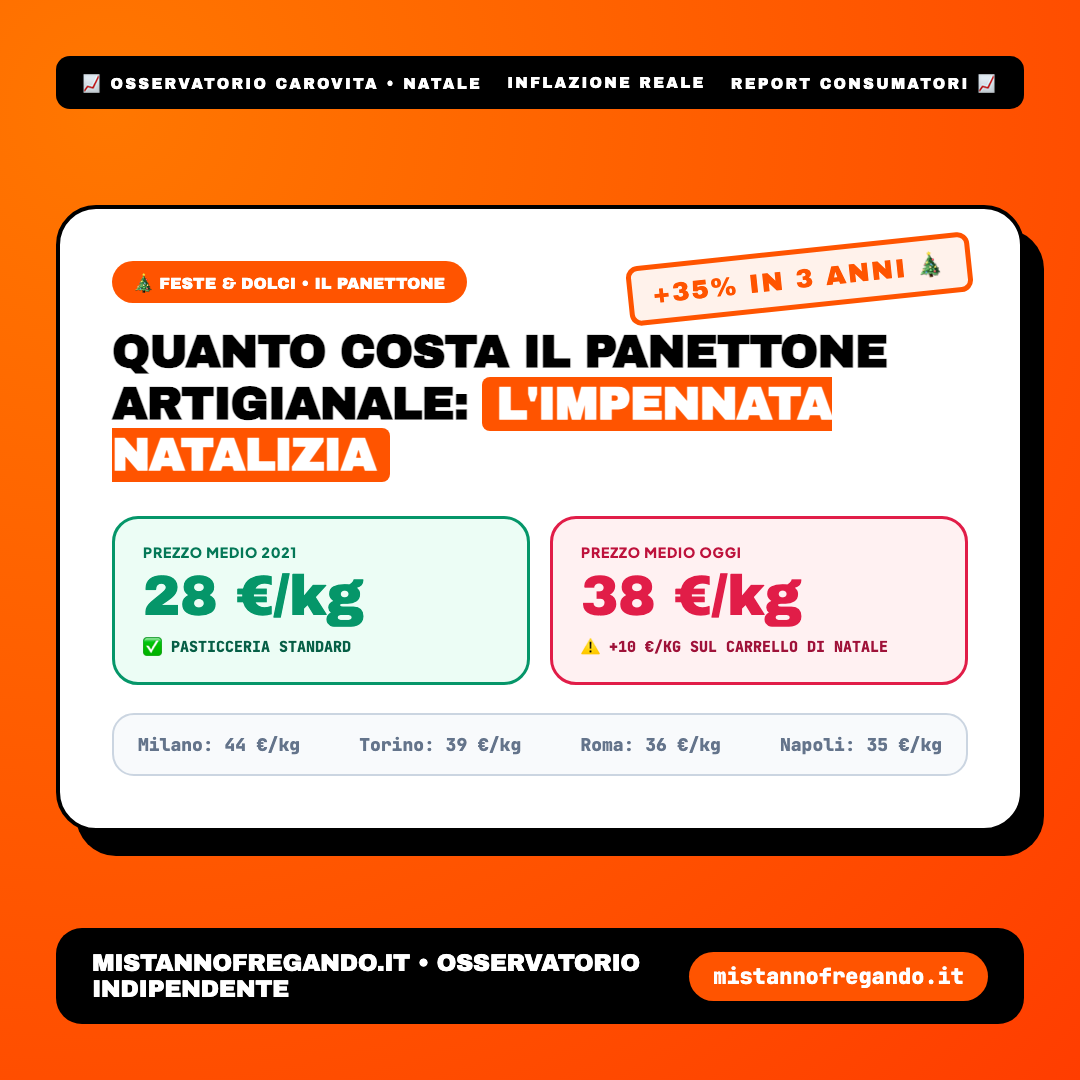 📈 OSSERVATORIO CAROVITA • NATALE INFLAZIONE REALE REPORT CONSUMATORI 📈
🎄 FESTE & DOLCI • IL PANETTONE
+35% IN 3 ANNI 🎄
QUANTO COSTA IL PANETTONE
ARTIGIANALE: L'IMPENNATA
NATALIZIA
PREZZO MEDIO 2021
28 €/kg
✅ PASTICCERIA STANDARD
PREZZO MEDIO OGGI
38 €/kg
⚠️ +10 €/KG SUL CARRELLO DI NATALE
Milano: 44 €/kg Torino: 39 €/kg Roma: 36 €/kg Napoli: 35 €/kg
MISTANNOFREGANDO.IT • OSSERVATORIO
INDIPENDENTE
mistannofregando.it